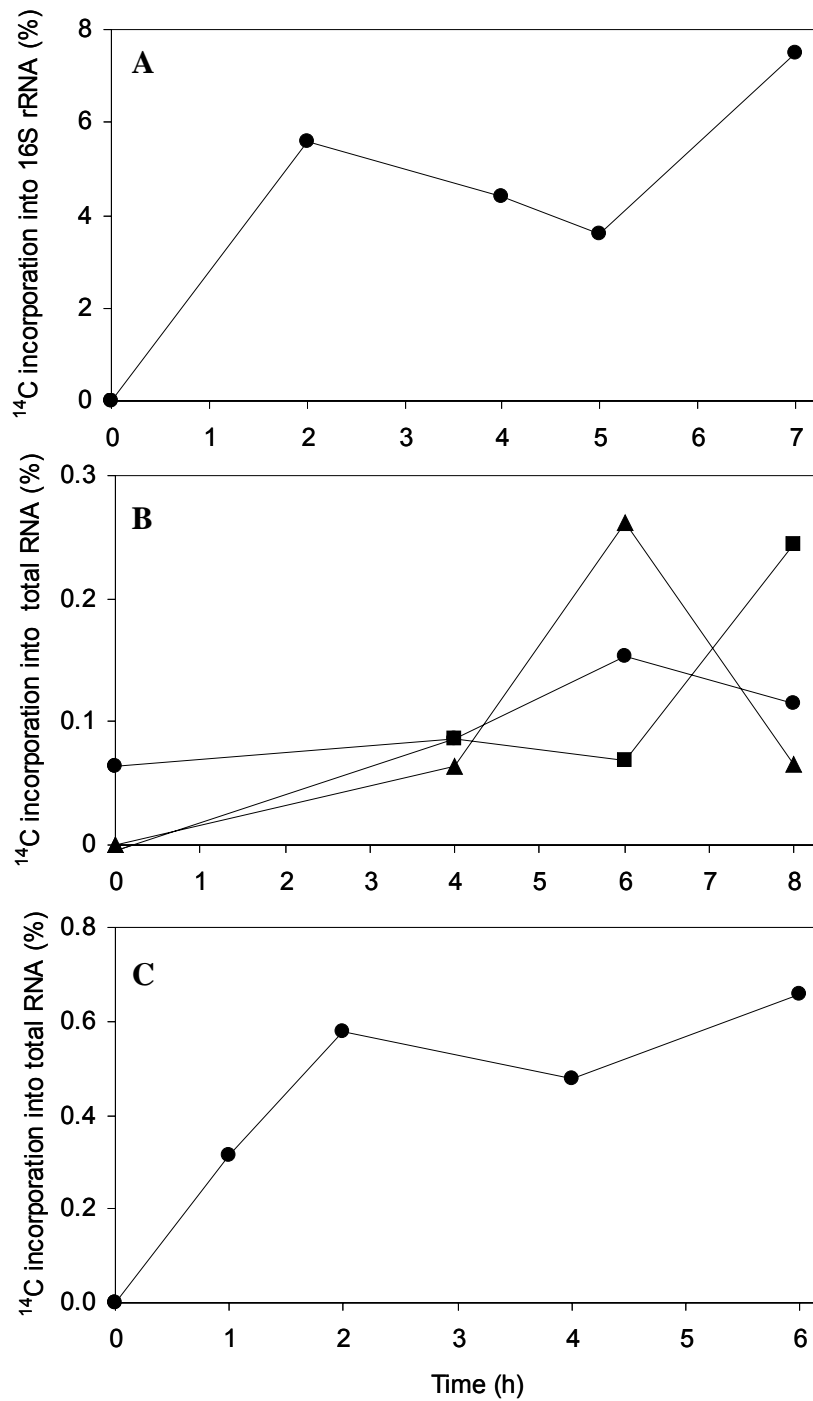 ¹⁴C incorporation into 16S rRNA (%)
A
8
6
4
2
0
0 1 2 3 4 5 6 7
¹⁴C incorporation into total RNA (%)
B
0.3
0.2
0.1
0
0 1 2 3 4 5 6 7 8
¹⁴C incorporation into total RNA (%)
C
0.8
0.6
0.4
0.2
0.0
0 1 2 3 4 5 6
Time (h)